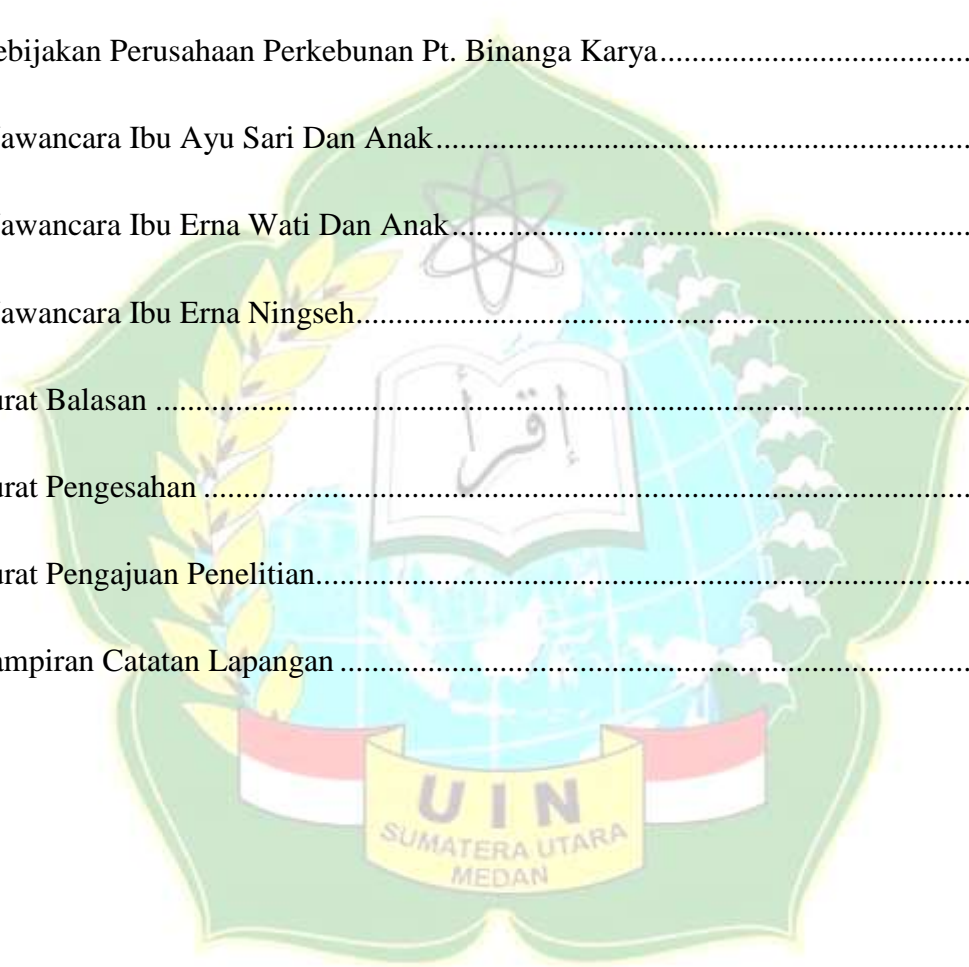 ebijakan Perusahaan Perkebunan Pt. Binanga Karya....................................
awancara Ibu Ayu Sari Dan Anak................................................................
awancara Ibu Erna Wati Dan Anak..............................................................
awancara Ibu Erna Ningseh..........................................................................
إقرأ
urat Balasan ....................................................................................................
urat Pengesahan ..............................................................................................
urat Pengajuan Penelitian................................................................................
ampiran Catatan Lapangan .............................................................................
UIN
SUMATERA UTARA
MEDAN